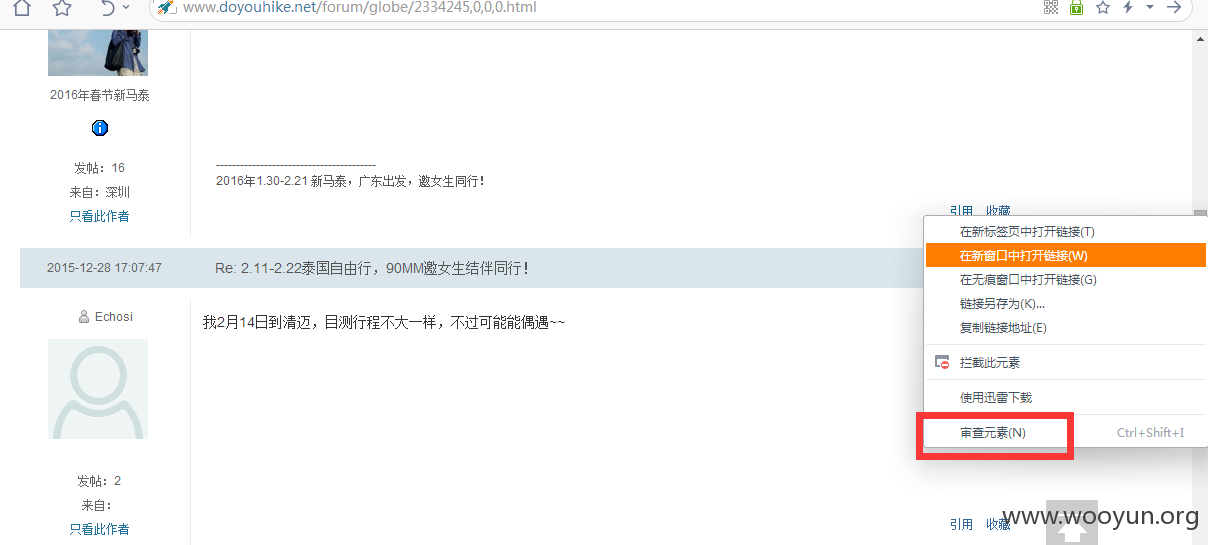 www.doyouhike.net/forum/globe/2334245,0,0,0.html
2016年春节新马泰
发帖：16
来自：深圳
只看此作者
----------------------------------------
2016年1.30-2.21 新马泰，广东出发，邀女生同行！
引用 收藏
2015-12-28 17:07:47
Re: 2.11-2.22泰国自由行，90MM邀女生结伴同行！
Echosi
我2月14日到清迈，目测行程不大一样，不过可能能偶遇~~
发帖：2
来自：
只看此作者
在新标签页中打开链接(T)
在新窗口中打开链接(W)
在无痕窗口中打开链接(G)
链接另存为(K)...
复制链接地址(E)
拦截此元素
使用迅雷下载
审查元素(N) Ctrl+Shift+I
引用 收藏
www.wooyun.org